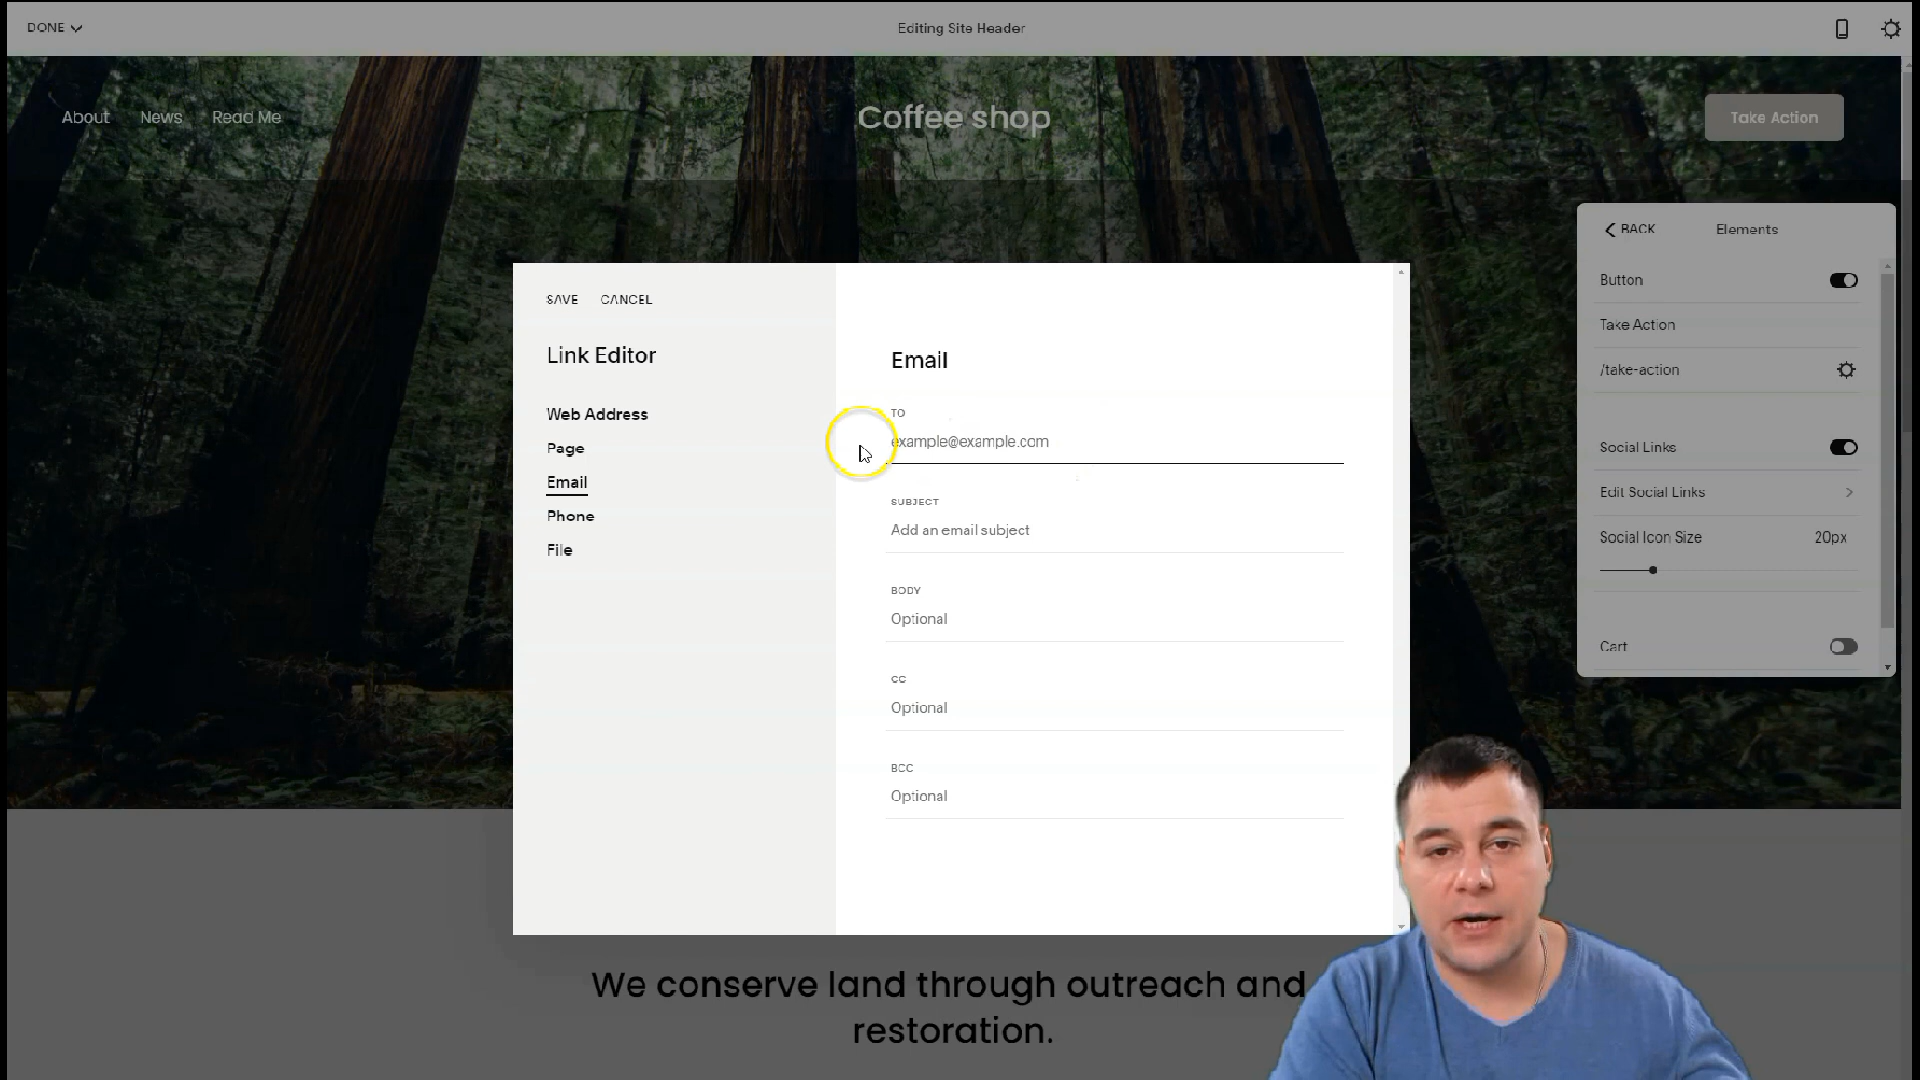 DONE
Editing Site Header
About News Read Me
Coffee shop
Take Action
BACK Elements
Button
Take Action
/take-action
Social Links
Edit Social Links
Social Icon Size 20px
Cart
SAVE CANCEL
Link Editor
Web Address
Page
Email
Phone
File
Email
TO
example@example.com
SUBJECT
Add an email subject
BODY
Optional
CC
Optional
BCC
Optional
We conserve land through outreach and
restoration.